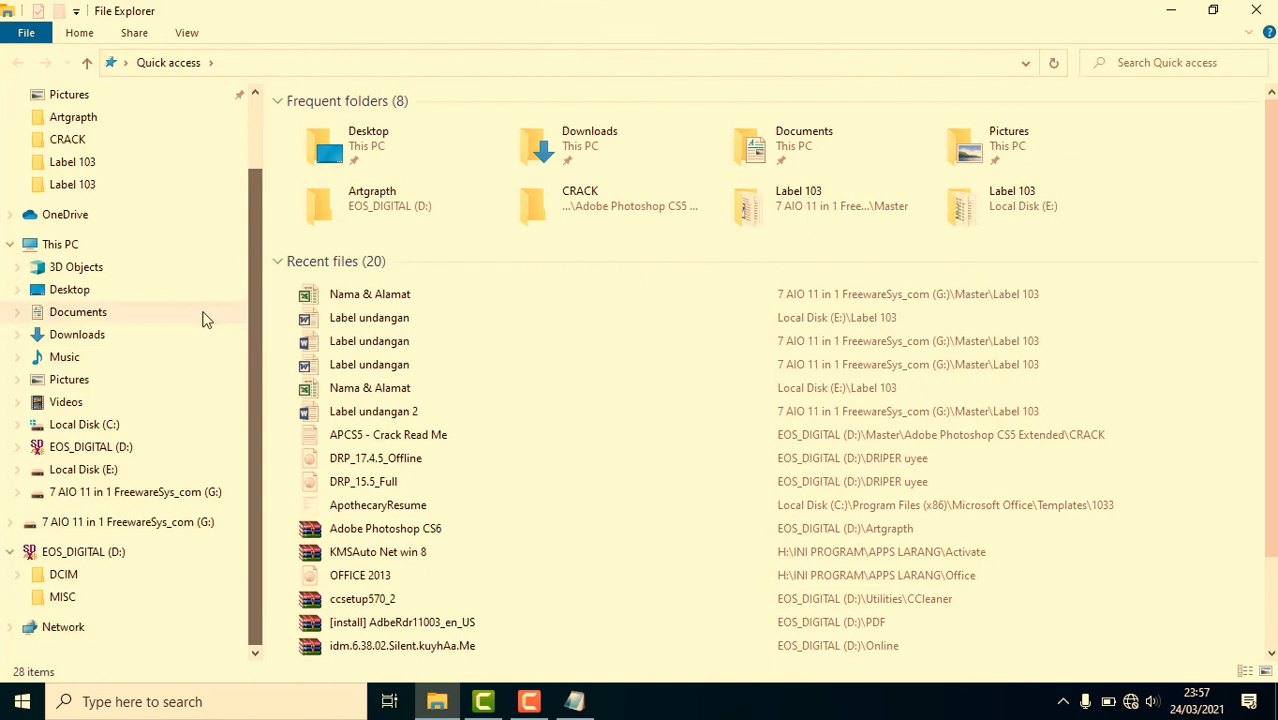 File Explorer
File Home Share View
Quick access
Search Quick access
Pictures
Artgrapth
CRACK
Label 103
Label 103
OneDrive
This PC
3D Objects
Desktop
Documents
Downloads
Music
Pictures
Videos
Local Disk (C:)
EOS_DIGITAL (D:)
Local Disk (E:)
7 AIO 11 in 1 FreewareSys_com (G:)
7 AIO 11 in 1 FreewareSys_com (G:)
EOS_DIGITAL (D:)
DCIM
MISC
Network
Frequent folders (8)
Desktop
This PC
Downloads
This PC
Documents
This PC
Pictures
This PC
Artgrapth
EOS_DIGITAL (D:)
CRACK
...\Adobe Photoshop CS5 ...
Label 103
7 AIO 11 in 1 Free...\Master
Label 103
Local Disk (E:)
Recent files (20)
Nama & Alamat 7 AIO 11 in 1 FreewareSys_com (G:)\Master\Label 103
Label undangan Local Disk (E:)\Label 103
Label undangan 7 AIO 11 in 1 FreewareSys_com (G:)\Master\Label 103
Label undangan 7 AIO 11 in 1 FreewareSys_com (G:)\Master\Label 103
Nama & Alamat Local Disk (E:)\Label 103
Label undangan 2 7 AIO 11 in 1 FreewareSys_com (G:)\Master\Label 103
APCS5 - Crack Read Me EOS_DIGITAL (D:)\Master\Adobe Photoshop CS5 Extended\CRACK
DRP_17.4.5_Offline EOS_DIGITAL (D:)\DRIPER uyee
DRP_15.5_Full EOS_DIGITAL (D:)\DRIPER uyee
ApothecaryResume Local Disk (C:)\Program Files (x86)\Microsoft Office\Templates\1033
Adobe Photoshop CS6 EOS_DIGITAL (D:)\Artgrapth
KMSAuto Net win 8 H:\INI PROGRAM\APPS LARANG\Activate
OFFICE 2013 H:\INI PROGRAM\APPS LARANG\Office
ccsetup570_2 EOS_DIGITAL (D:)\Utilities\CCleaner
[install] AdbeRdr11003_en_US EOS_DIGITAL (D:)\PDF
idm.6.38.02.Silent.kuyhAa.Me EOS_DIGITAL (D:)\Online
28 items
Type here to search
23:57
24/03/2021